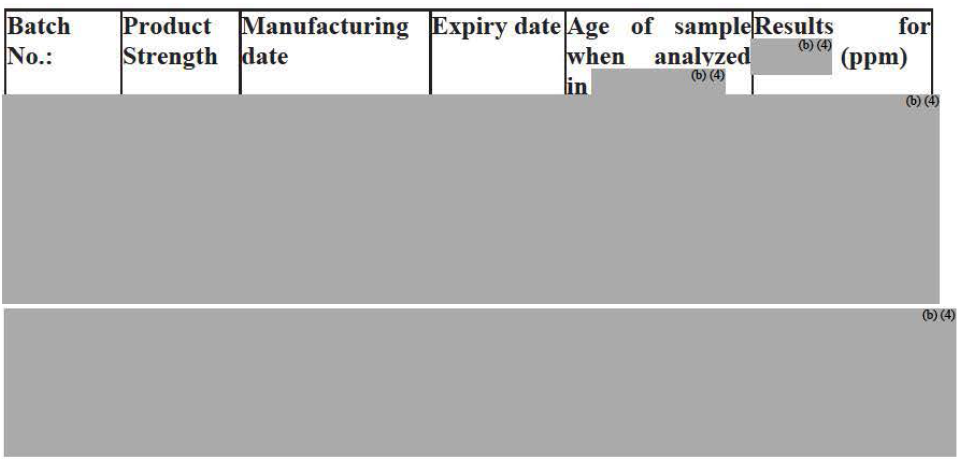 Batch No.: Product Strength Manufacturing date Expiry date Age of sample when analyzed in (b) (4) Results for (b) (4) (ppm)
(b) (4)
(b) (4)